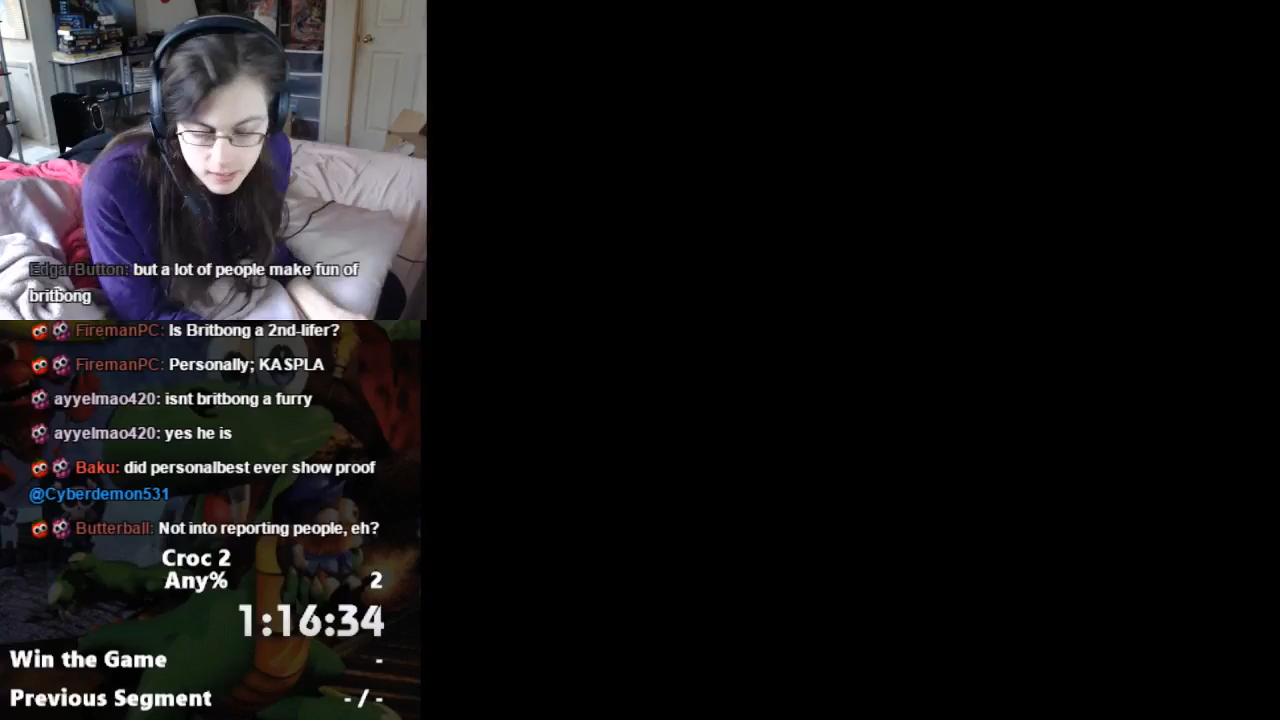 EdgarButton: but a lot of people make fun of
britbong
FiremanPC: Is Britbong a 2nd-lifer?
FiremanPC: Personally; KASPLA
ayyelmao420: isnt britbong a furry
ayyelmao420: yes he is
Baku: did personalbest ever show proof
@Cyberdemon531
Butterball: Not into reporting people, eh?
Croc 2
Any% 2
1:16:34
Win the Game -
Previous Segment - / -